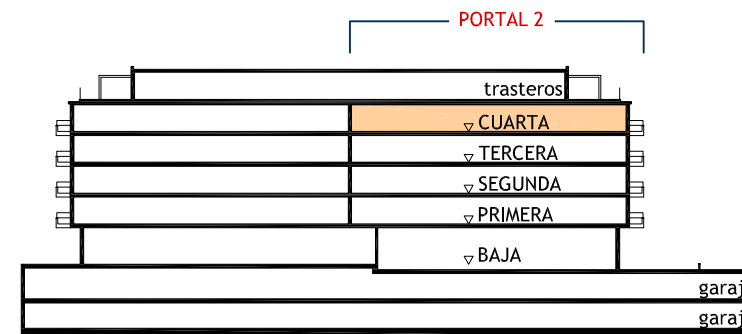 PORTAL 2
trasteros
CUARTA
TERCERA
SEGUNDA
PRIMERA
BAJA
garaj
garaj